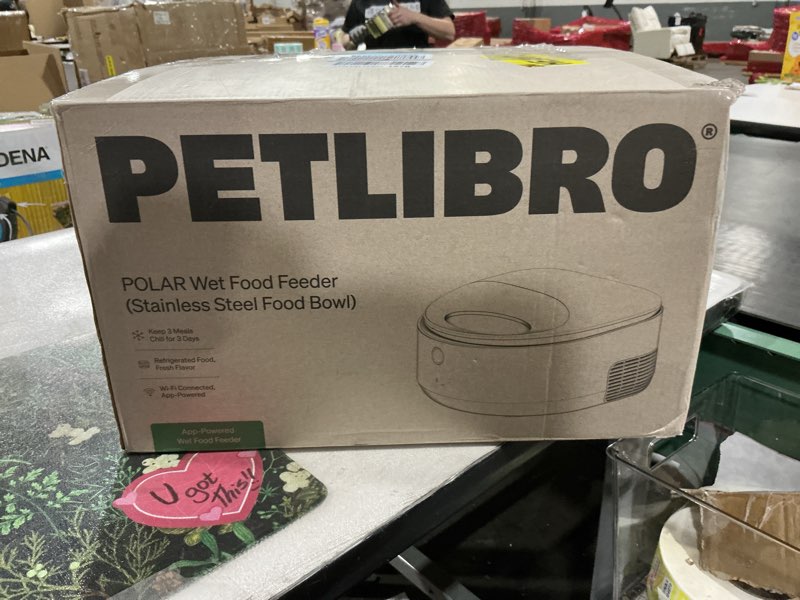 PETLIBRO®
POLAR Wet Food Feeder
(Stainless Steel Food Bowl)
Keep 3 Meals
Chill for 3 Days
Refrigerated Food,
Fresh Flavor
Wi-Fi Connected,
App-Powered
App-Powered
Wet Food Feeder
DENA
U got
This!!